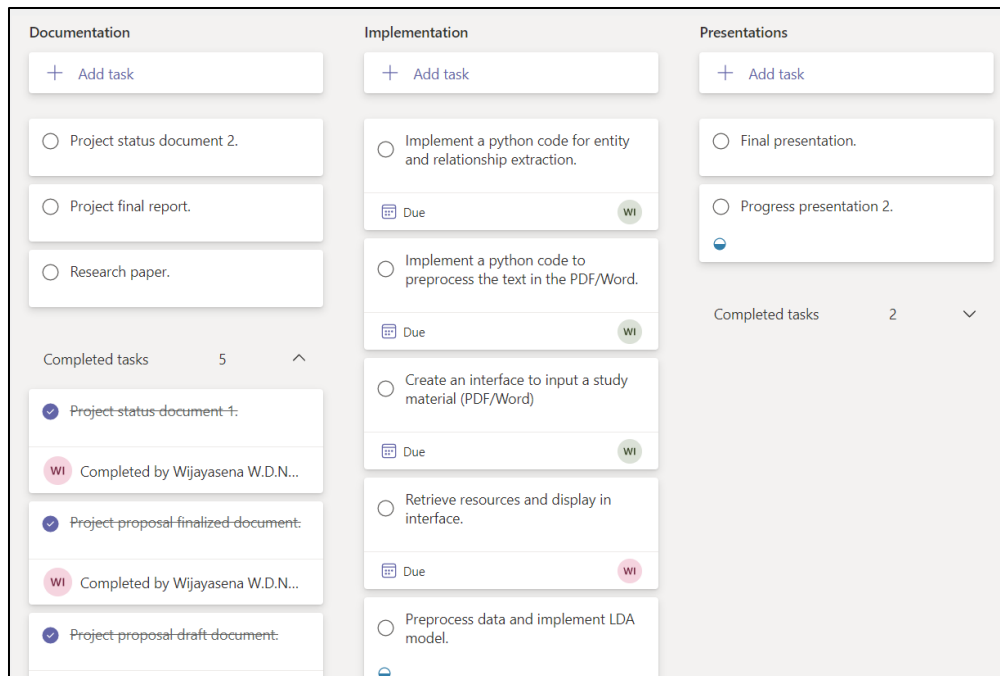 Documentation
Add task
Project status document 2.
Project final report.
Research paper.
Completed tasks 5
Project status document 1.
WI Completed by Wijayasena W.D.N...
Project proposal finalized document.
WI Completed by Wijayasena W.D.N...
Project proposal draft document.
Implementation
Add task
Implement a python code for entity
and relationship extraction.
Due WI
Implement a python code to
preprocess the text in the PDF/Word.
Due WI
Create an interface to input a study
material (PDF/Word)
Due WI
Retrieve resources and display in
interface.
Due WI
Preprocess data and implement LDA
model.
Presentations
Add task
Final presentation.
Progress presentation 2.
Completed tasks 2